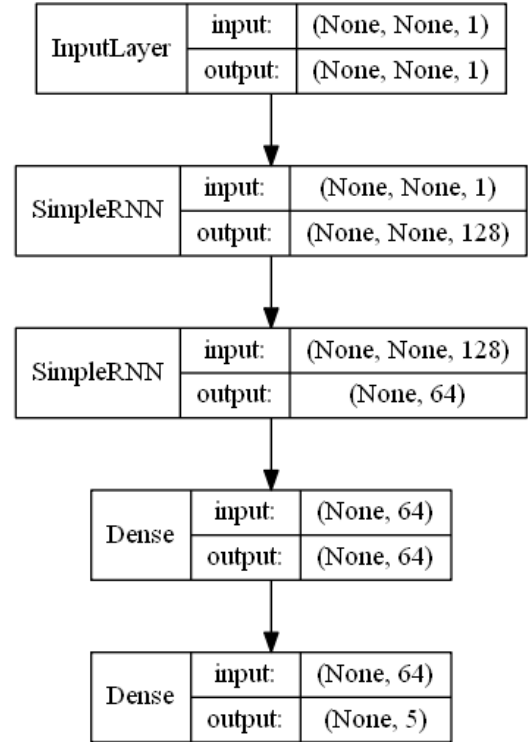 InputLayer
input: (None, None, 1)
output: (None, None, 1)
SimpleRNN
input: (None, None, 1)
output: (None, None, 128)
SimpleRNN
input: (None, None, 128)
output: (None, 64)
Dense
input: (None, 64)
output: (None, 64)
Dense
input: (None, 64)
output: (None, 5)